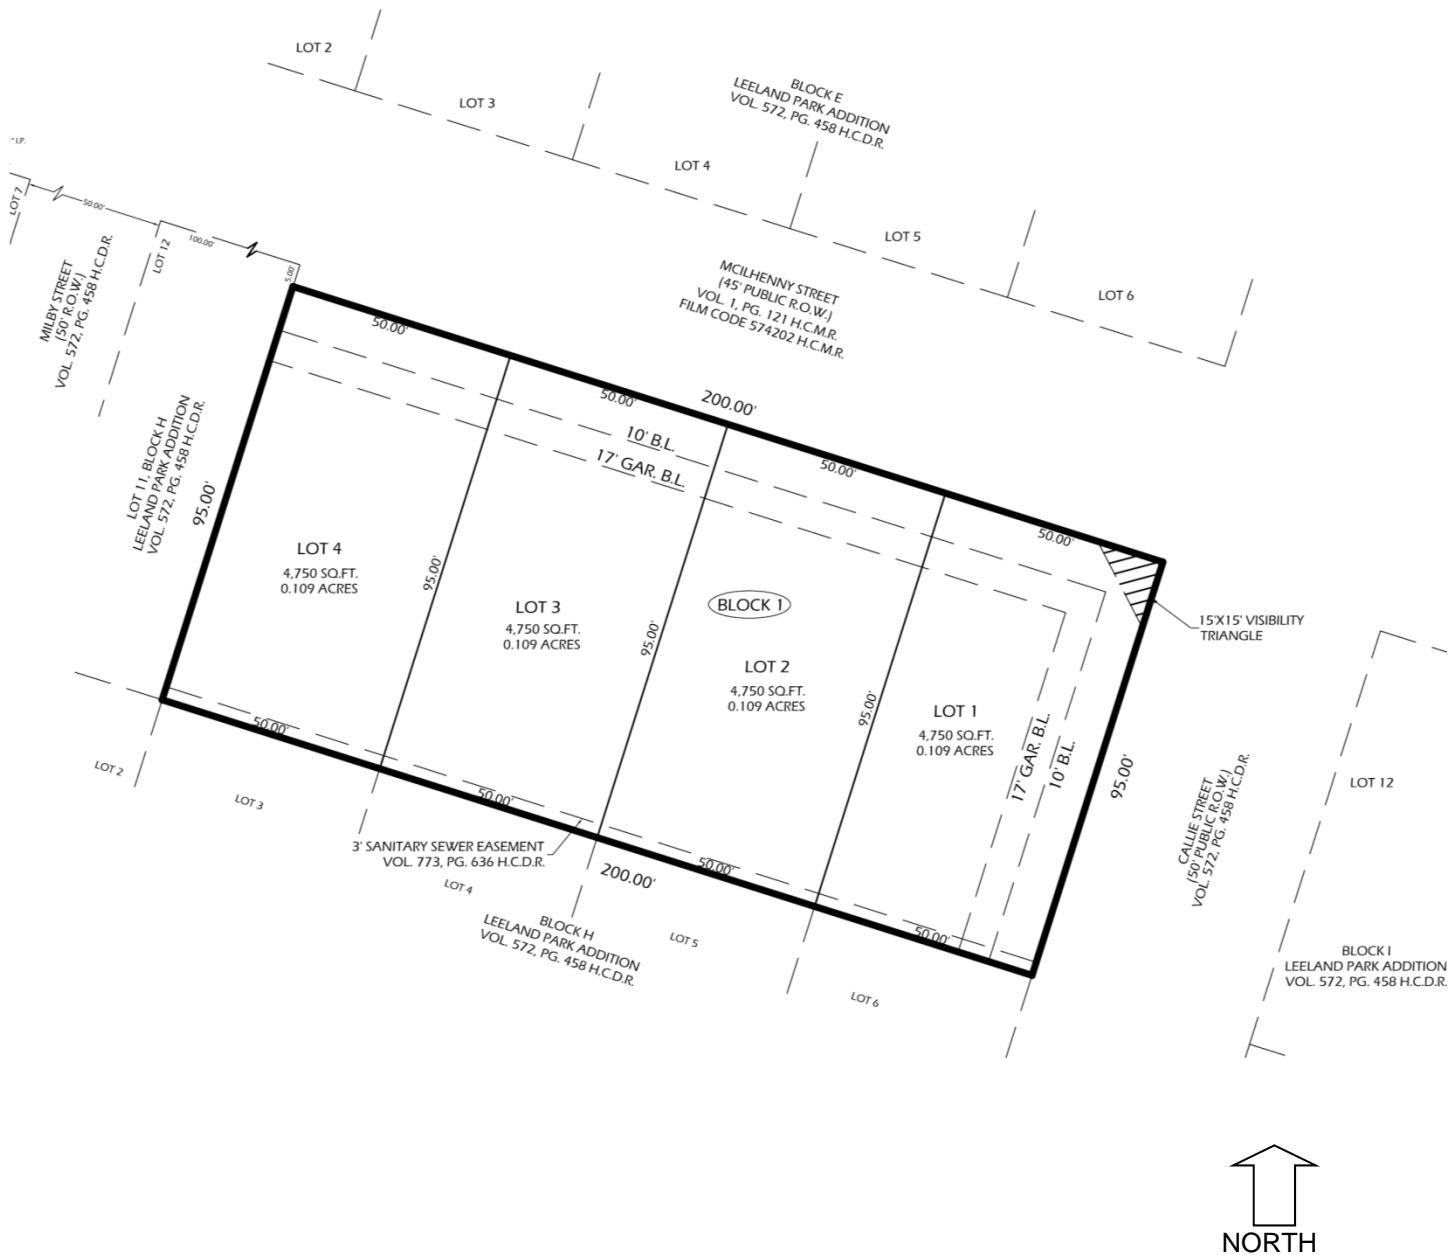 LOT 2
LOT 3
BLOCK E
LEELAND PARK ADDITION
VOL. 572, PG. 458 H.C.D.R.
LOT 4
LOT 5
LOT 6
" I.P.
LOT 7
50.00'
LOT 12
100.00'
5.00'
MILBY STREET
(50' R.O.W.)
VOL. 572, PG. 458 H.C.D.R.
MCILHENNY STREET
(45' PUBLIC R.O.W.)
VOL. 1, PG. 121 H.C.M.R.
FILM CODE 574202 H.C.M.R.
50.00'
50.00'
200.00'
50.00'
50.00'
10' B.L.
17' GAR. B.L.
LOT 11, BLOCK H
LEELAND PARK ADDITION
VOL. 572, PG. 458 H.C.D.R.
95.00'
LOT 4
4,750 SQ.FT.
0.109 ACRES
95.00'
LOT 3
4,750 SQ.FT.
0.109 ACRES
95.00'
BLOCK 1
LOT 2
4,750 SQ.FT.
0.109 ACRES
95.00'
LOT 1
4,750 SQ.FT.
0.109 ACRES
17' GAR. B.L.
10' B.L.
95.00'
15'X15' VISIBILITY
TRIANGLE
CALLIE STREET
(50' PUBLIC R.O.W.)
VOL. 572, PG. 458 H.C.D.R.
LOT 12
BLOCK I
LEELAND PARK ADDITION
VOL. 572, PG. 458 H.C.D.R.
50.00'
50.00'
50.00'
50.00'
200.00'
3' SANITARY SEWER EASEMENT
VOL. 773, PG. 636 H.C.D.R.
LOT 2
LOT 3
LOT 4
BLOCK H
LEELAND PARK ADDITION
VOL. 572, PG. 458 H.C.D.R.
LOT 5
LOT 6
NORTH